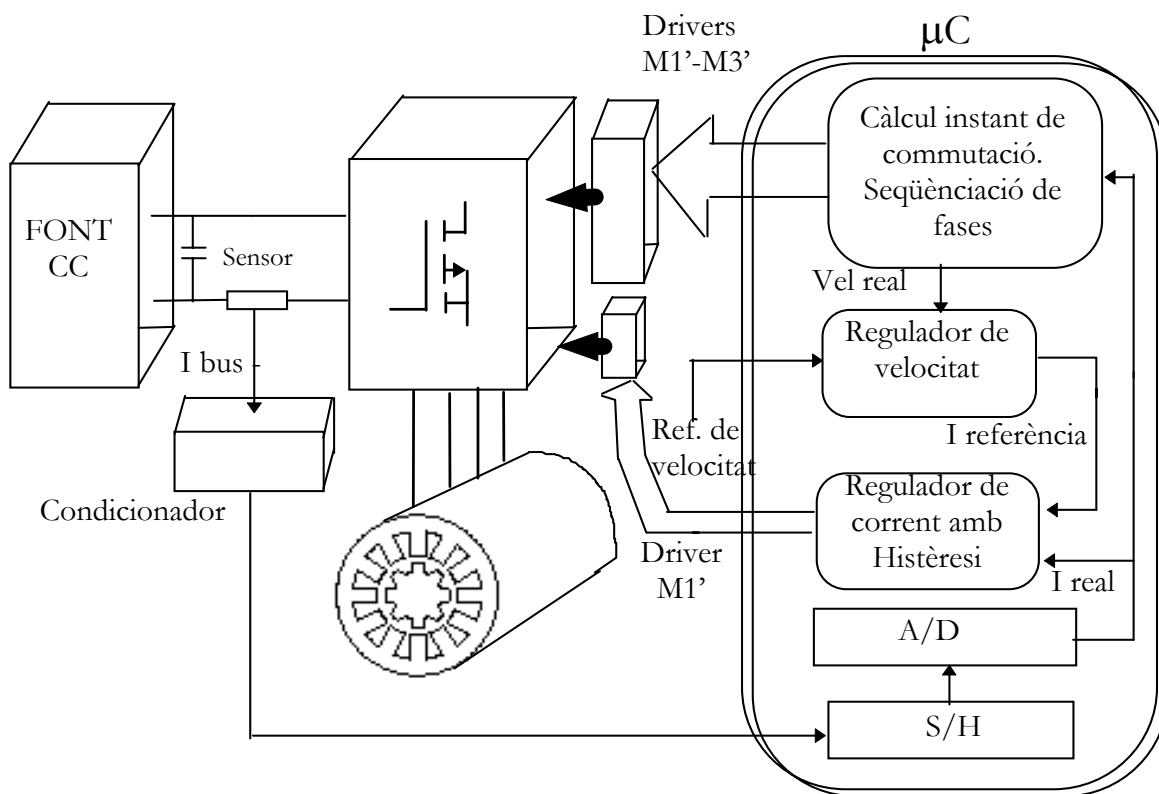 Drivers
M1’-M3’
µC
Càlcul instant de
commutació.
Seqüènciació de
fases
FONT
CC
Sensor
Vel real
I bus -
Regulador de
velocitat
Ref. de
velocitat
I referència
Condicionador
Regulador de
corrent amb
Histèresi
Driver
M1’
I real
A/D
S/H